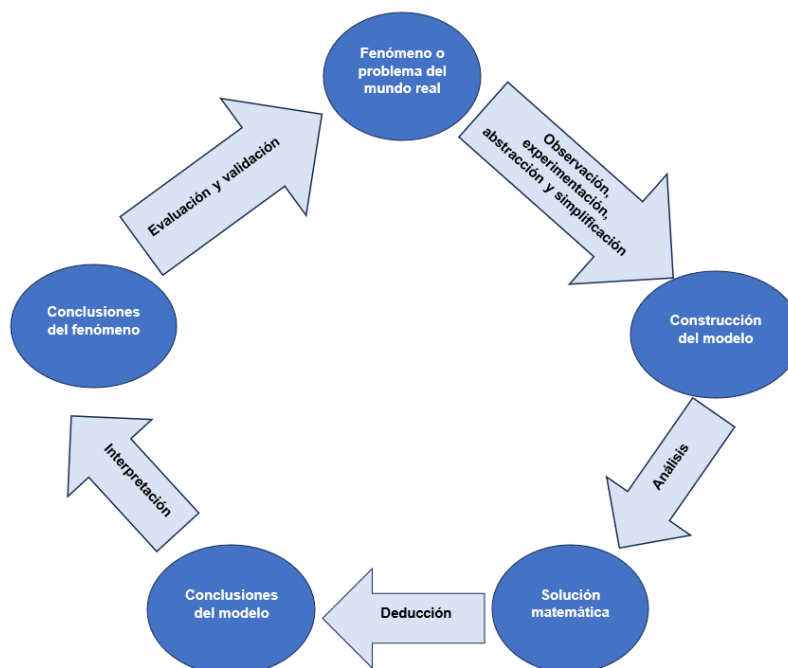 Fenómeno o
problema del
mundo real
Observación,
experimentación,
abstracción y simplificación
Construcción
del modelo
Análisis
Solución
matemática
Deducción
Conclusiones
del modelo
Interpretación
Conclusiones
del fenómeno
Evaluación y validación